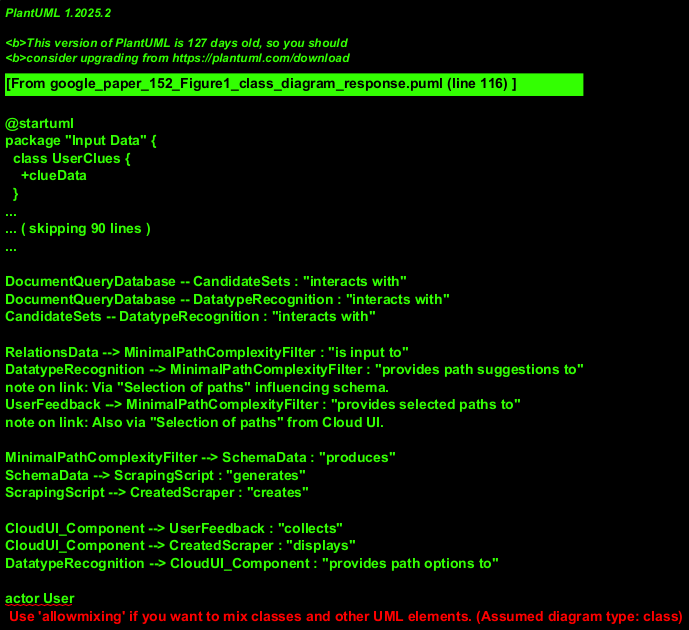 PlantUML 1.2025.2
<b>This version of PlantUML is 127 days old, so you should
<b>consider upgrading from https://plantuml.com/download
[From google_paper_152_Figure1_class_diagram_response.puml (line 116) ]
@startuml
package "Input Data" {
class UserClues {
+clueData
}
...
... ( skipping 90 lines )
...
DocumentQueryDatabase -- CandidateSets : "interacts with"
DocumentQueryDatabase -- DatatypeRecognition : "interacts with"
CandidateSets -- DatatypeRecognition : "interacts with"
RelationsData --> MinimalPathComplexityFilter : "is input to"
DatatypeRecognition --> MinimalPathComplexityFilter : "provides path suggestions to"
note on link: Via "Selection of paths" influencing schema.
UserFeedback --> MinimalPathComplexityFilter : "provides selected paths to"
note on link: Also via "Selection of paths" from Cloud UI.
MinimalPathComplexityFilter --> SchemaData : "produces"
SchemaData --> ScrapingScript : "generates"
ScrapingScript --> CreatedScraper : "creates"
CloudUI_Component --> UserFeedback : "collects"
CloudUI_Component --> CreatedScraper : "displays"
DatatypeRecognition --> CloudUI_Component : "provides path options to"
actor User
Use 'allowmixing' if you want to mix classes and other UML elements. (Assumed diagram type: class)